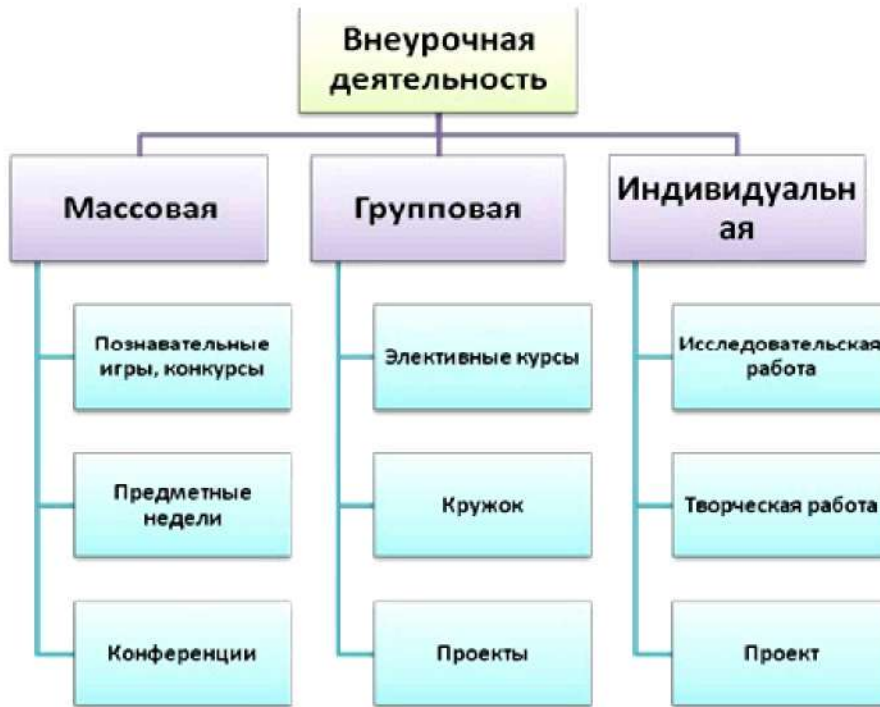 Внеурочная
деятельность
Массовая
Групповая
Индивидуальн
ая
Познавательные
игры, конкурсы
Элективные курсы
Исследовательская
работа
Предметные
недели
Кружок
Творческая работа
Конференции
Проекты
Проект